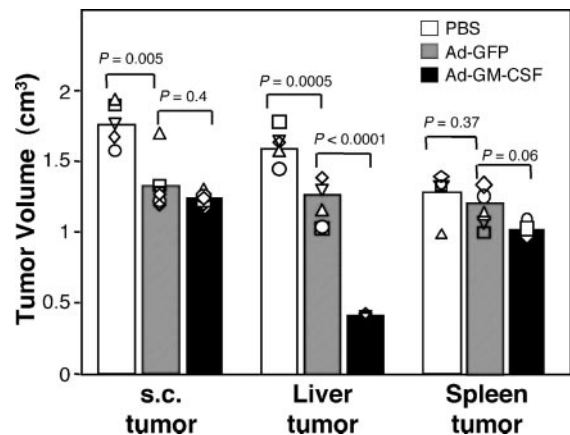 PBS
Ad-GFP
Ad-GM-CSF
P = 0.005
P = 0.4
P = 0.0005
P < 0.0001
P = 0.37
P = 0.06
Tumor Volume (cm³)
2
1.5
1
0.5
0
s.c. tumor
Liver tumor
Spleen tumor